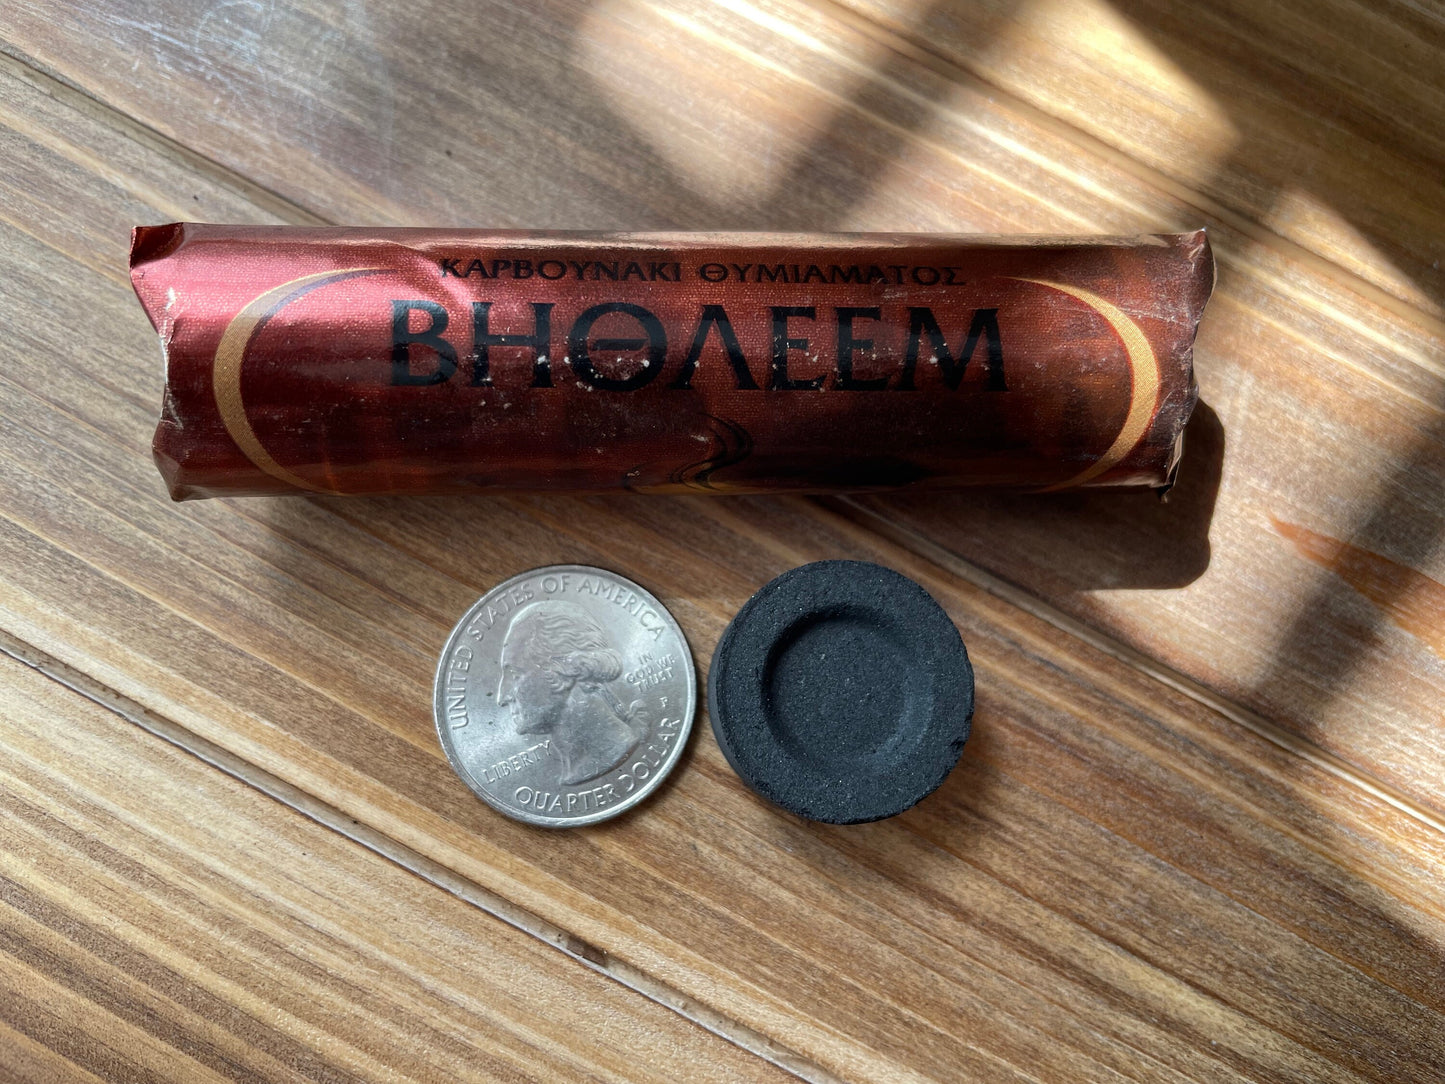 ΚΑΡΒΟΥΝΑΚΙ ΘΥΜΙΑΜΑΤΟΣ
ΒΗΘΛΕΕΜ
UNITED STATES OF AMERICA
IN
GOD WE
TRUST
P
LIBERTY
QUARTER DOLLAR